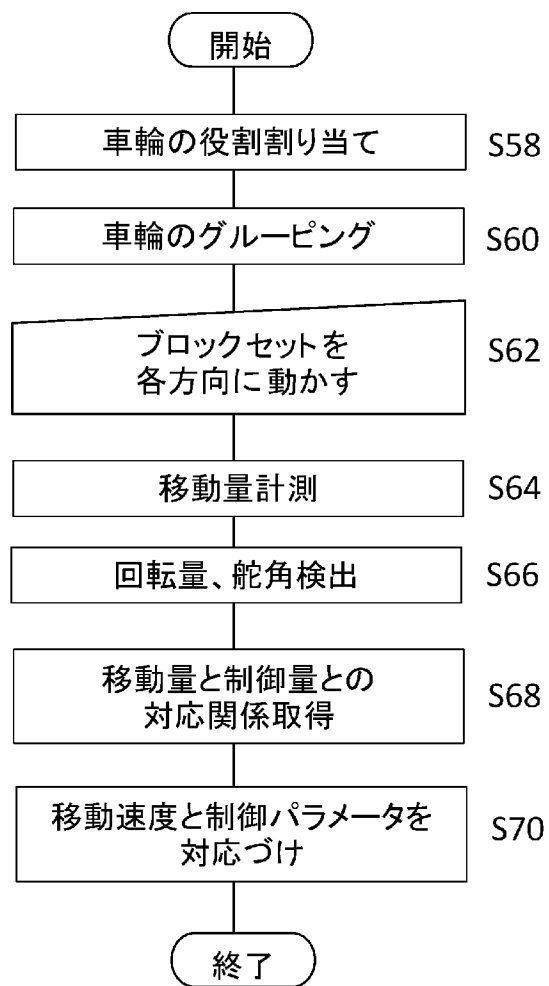 開始
車輪の役割割り当て
S58
車輪のグルーピング
S60
ブロックセットを
各方向に動かす
S62
移動量計測
S64
回転量、舵角検出
S66
移動量と制御量との
対応関係取得
S68
移動速度と制御パラメータを
対応づけ
S70
終了